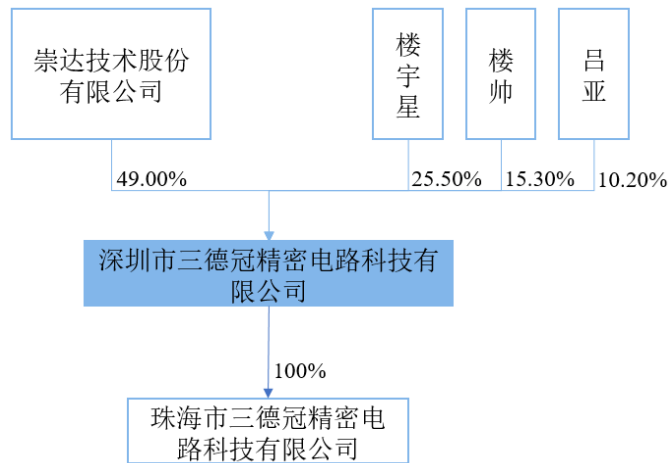 崇达技术股份
有限公司
楼宇星
楼帅
吕亚
49.00%
25.50%
15.30%
10.20%
深圳市三德冠精密电路科技有
限公司
100%
珠海市三德冠精密电
路科技有限公司